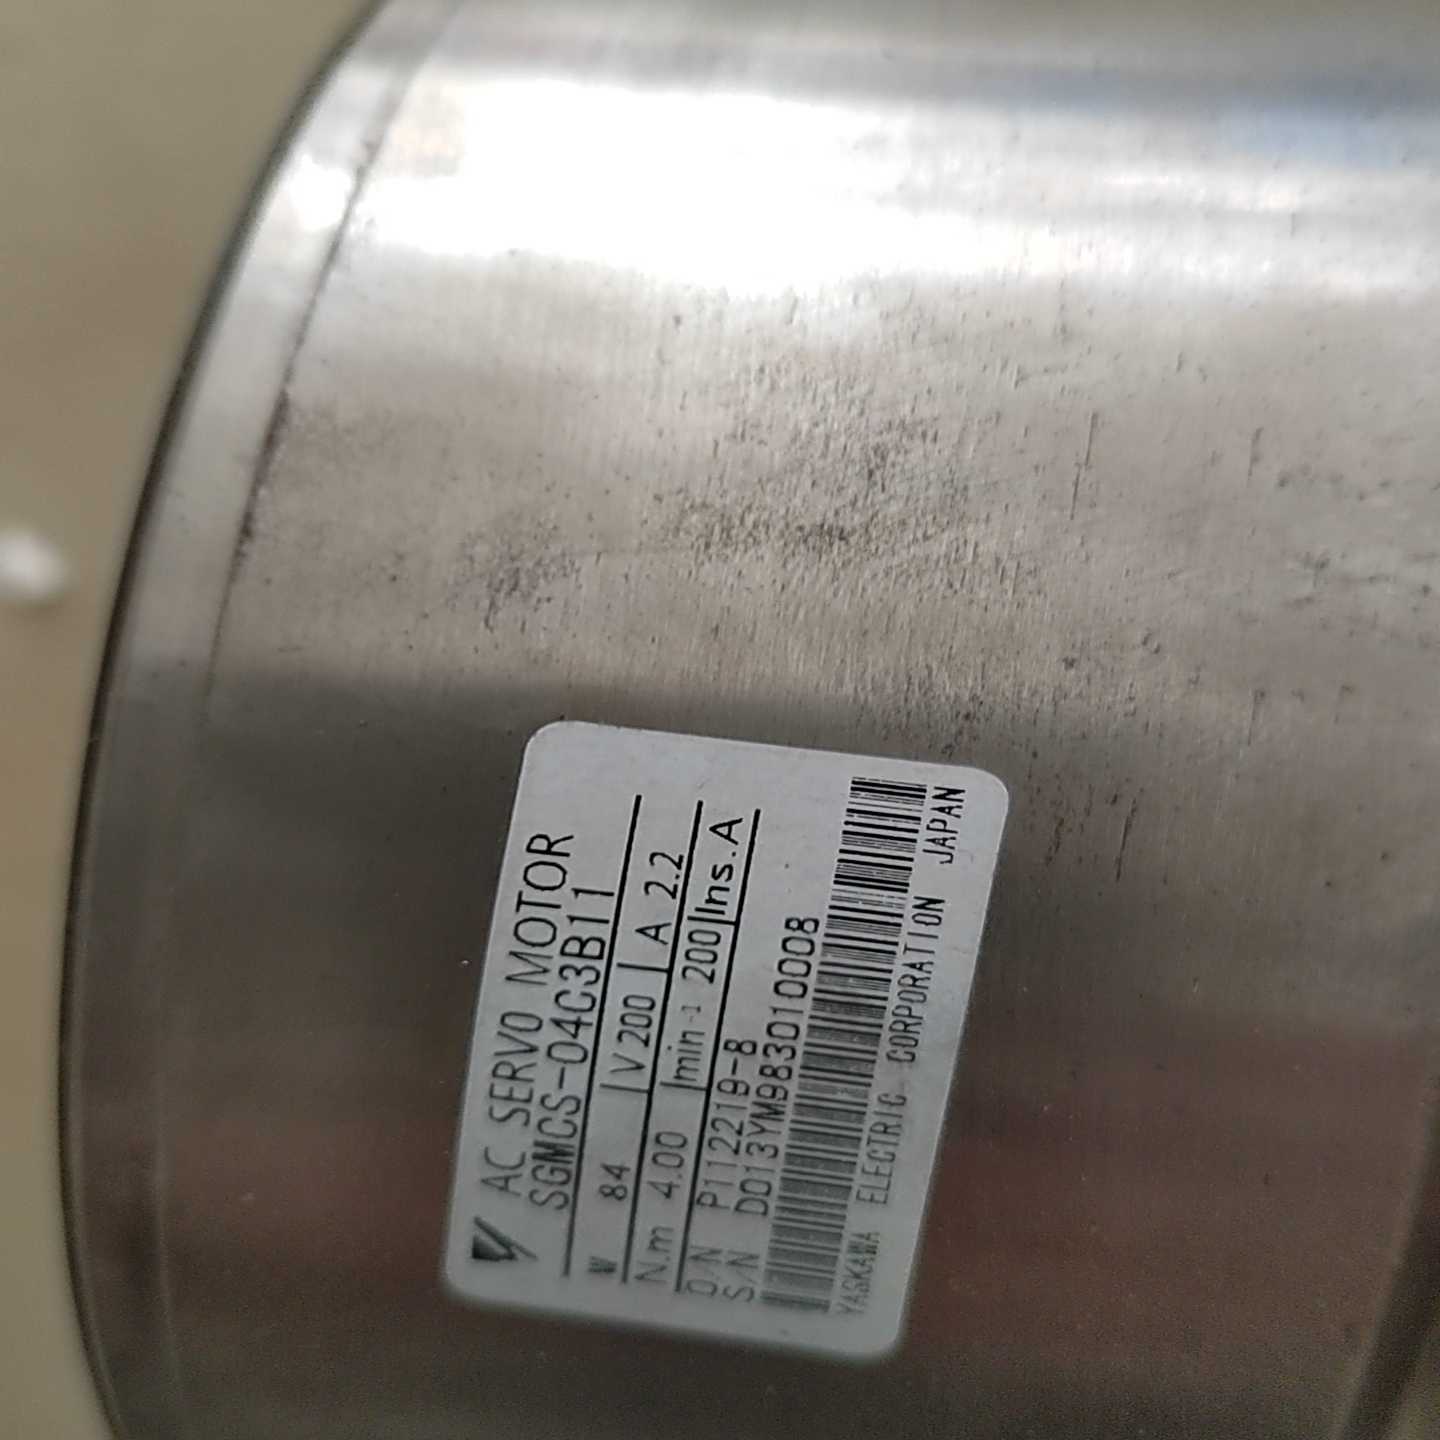 AC SERVO MOTOR
SGMCS-04C3B11
W 84 V 200 A 2.2
N.m 4.00 min-1 200 Ins. A
O/N P112219-8
S/N D013YM983010008
YASKAWA ELECTRIC CORPORATION JAPAN